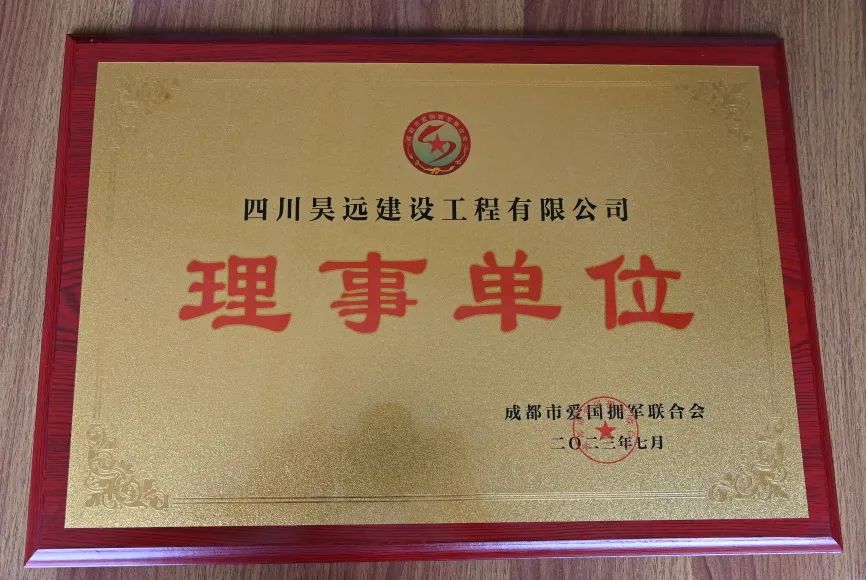 四川昊远建设工程有限公司
理事单位
成都市爱国拥军联合会
二〇二三年七月